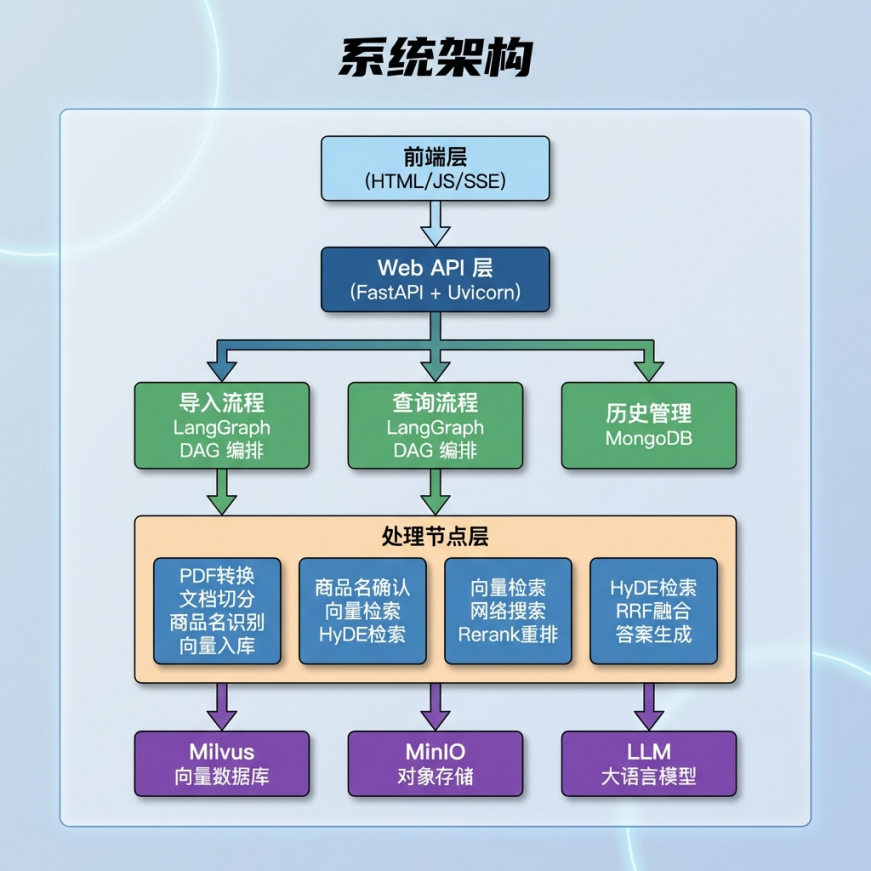 系统架构
前端层
(HTML/JS/SSE)
Web API 层
(FastAPI + Uvicorn)
导入流程
LangGraph
DAG 编排
查询流程
LangGraph
DAG 编排
历史管理
MongoDB
处理节点层
PDF转换
文档切分
商品名识别
向量入库
商品名确认
向量检索
HyDE检索
向量检索
网络搜索
Rerank重排
HyDE检索
RRF融合
答案生成
Milvus
向量数据库
MinIO
对象存储
LLM
大语言模型